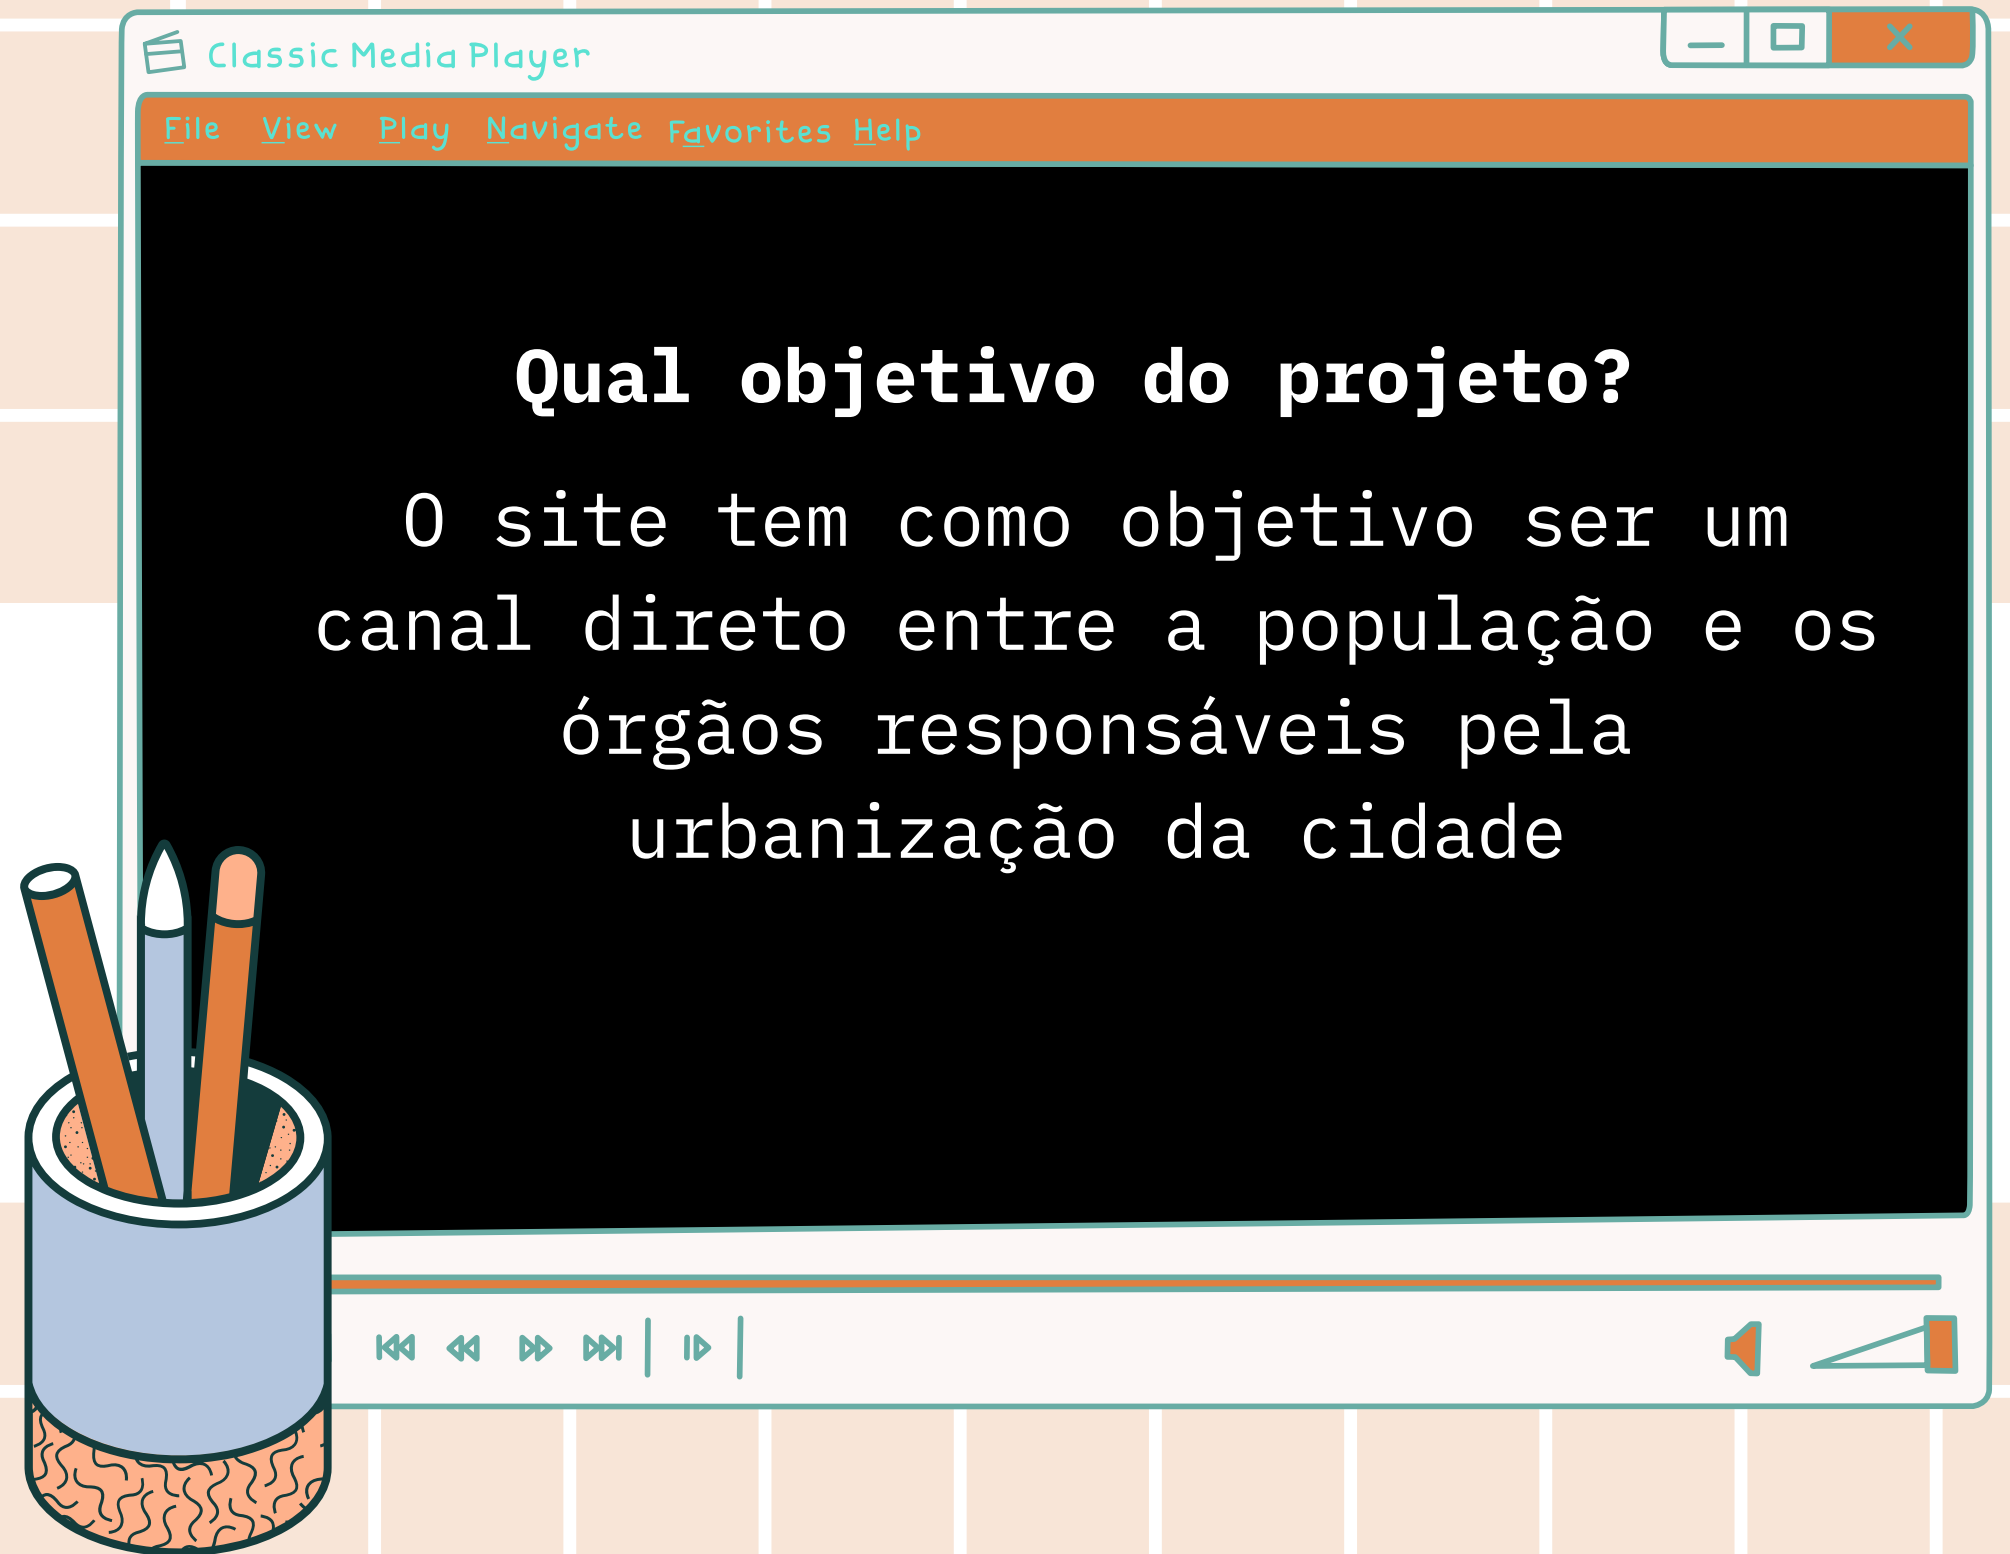 Classic Media Player
File View Play Navigate Favorites Help
Qual objetivo do projeto?
O site tem como objetivo ser um
canal direto entre a população e os
órgãos responsáveis pela
urbanização da cidade